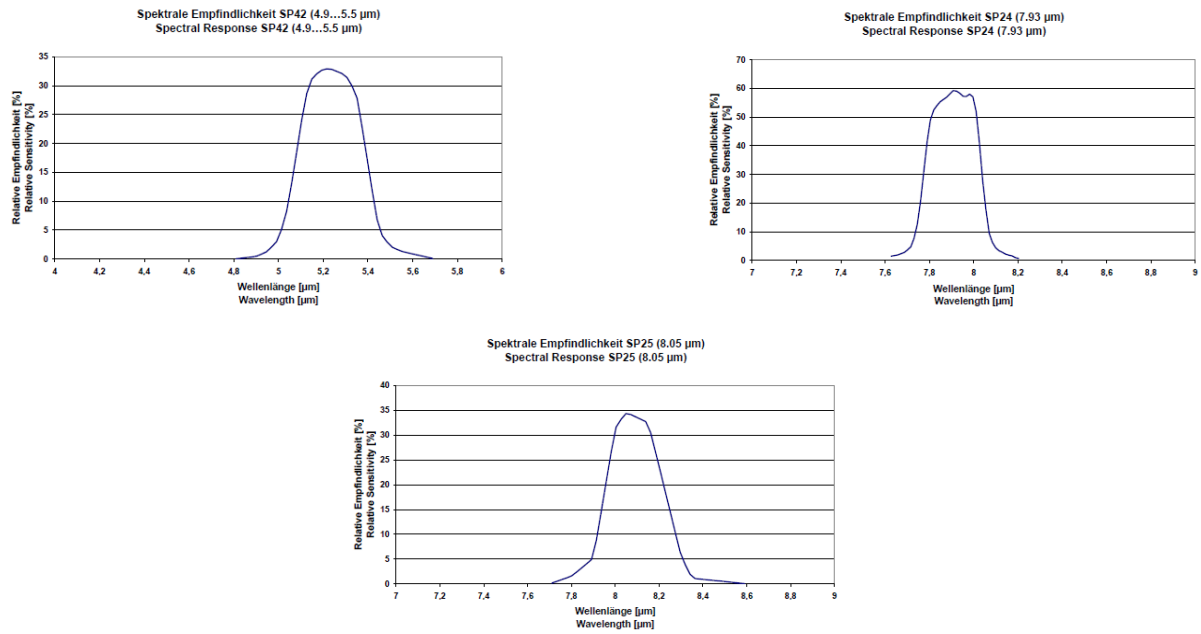 Spektrale Empfindlichkeit SP42 (4.9…5.5 µm)
Spectral Response SP42 (4.9…5.5 µm)
Relative Empfindlichkeit [%]
Relative Sensitivity [%]
35
30
25
20
15
10
5
0
4 4,2 4,4 4,6 4,8 5 5,2 5,4 5,6 5,8 6
Wellenlänge [µm]
Wavelength [µm]
Spektrale Empfindlichkeit SP24 (7.93 µm)
Spectral Response SP24 (7.93 µm)
Relative Empfindlichkeit [%]
Relative Sensitivity [%]
70
60
50
40
30
20
10
0
7 7,2 7,4 7,6 7,8 8 8,2 8,4 8,6 8,8 9
Wellenlänge [µm]
Wavelength [µm]
Spektrale Empfindlichkeit SP25 (8.05 µm)
Spectral Response SP25 (8.05 µm)
Relative Empfindlichkeit [%]
Relative Sensitivity [%]
40
35
30
25
20
15
10
5
0
7 7,2 7,4 7,6 7,8 8 8,2 8,4 8,6 8,8 9
Wellenlänge [µm]
Wavelength [µm]